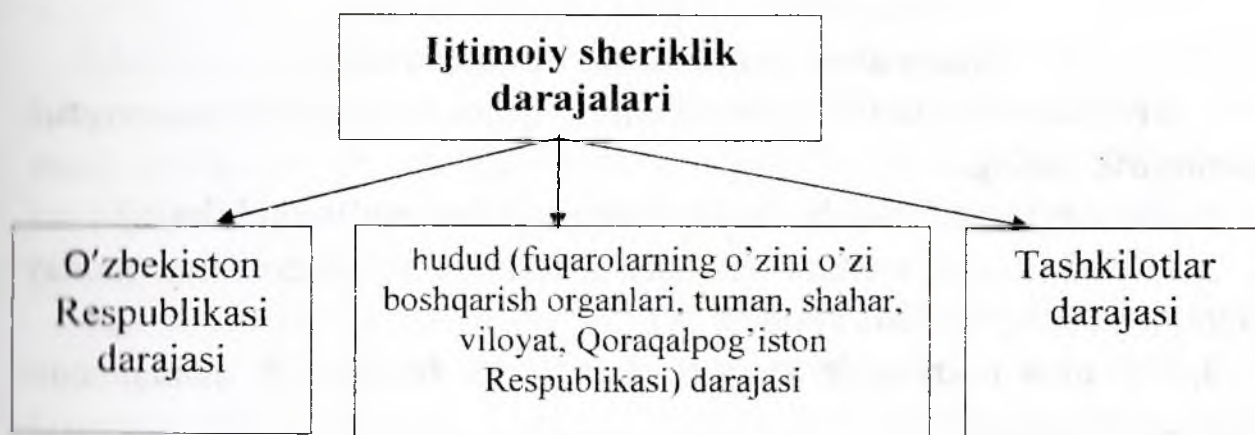 Ijtimoiy sheriklik
darajalari
O'zbekiston
Respublikasi
darajasi
hudud (fuqarolarning o'zini o'zi
boshqarish organlari, tuman, shahar,
viloyat, Qoraqalpog'iston
Respublikasi) darajasi
Tashkilotlar
darajasi